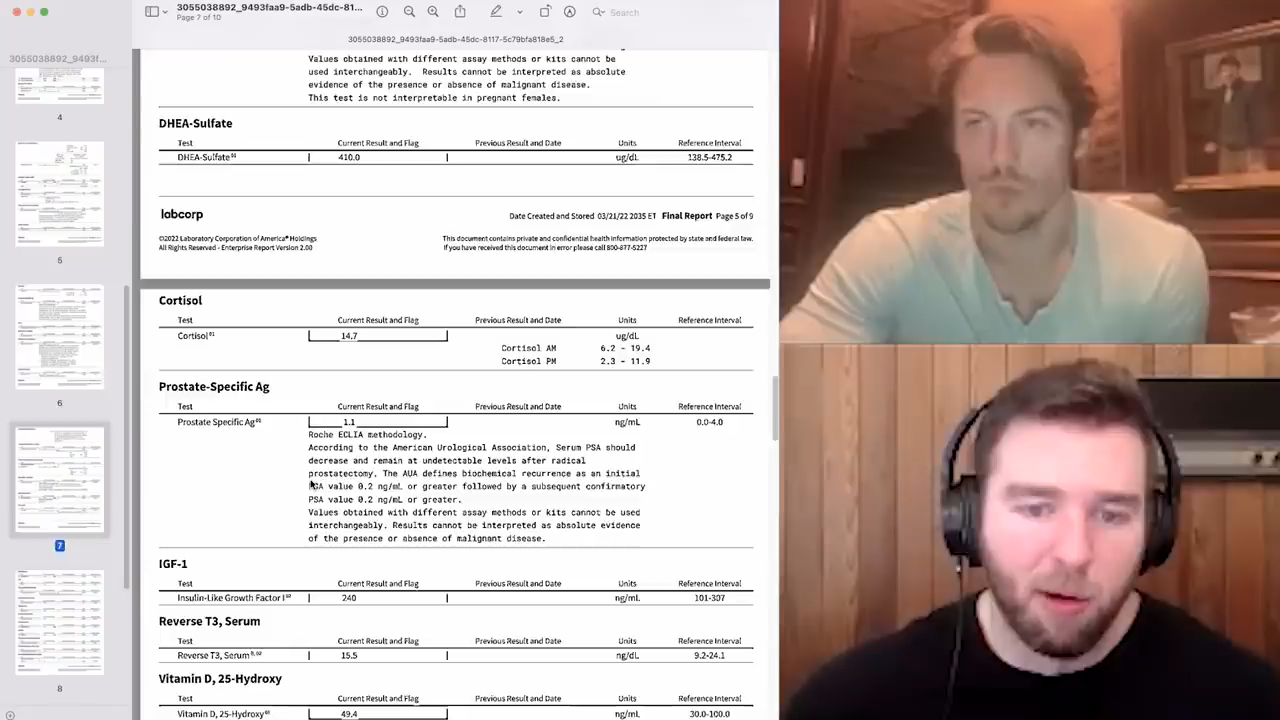 3055038892_9493faa9-5adb-45dc-81...
Page 7 of 10
Search
3055038892_9493f...
3055038892_9493faa9-5adb-45dc-8117-5c79bfa818e5_2
4
5
6
7
8
Values obtained with different assay methods or kits cannot be
used interchangeably. Results cannot be interpreted as absolute
evidence of the presence or absence of malignant disease.
This test is not interpretable in pregnant females.
DHEA-Sulfate
Test Current Result and Flag Previous Result and Date Units Reference Interval
DHEA-Sulfate 01 410.0 ug/dL 138.5-475.2
labcorp
Date Created and Stored 03/21/22 2035 ET Final Report Page 5 of 9
©2022 Laboratory Corporation of America® Holdings
All Rights Reserved - Enterprise Report Version 2.00
This document contains private and confidential health information protected by state and federal law.
If you have received this document in error please call 800-877-5227
Cortisol
Test Current Result and Flag Previous Result and Date Units Reference Interval
Cortisol 01 14.7 ug/dL
Cortisol AM 6.2 - 19.4
Cortisol PM 2.3 - 11.9
Prostate-Specific Ag
Test Current Result and Flag Previous Result and Date Units Reference Interval
Prostate Specific Ag 01 1.1 ng/mL 0.0-4.0
Roche ECLIA methodology.
According to the American Urological Association, Serum PSA should
decrease and remain at undetectable levels after radical
prostatectomy. The AUA defines biochemical recurrence as an initial
PSA value 0.2 ng/mL or greater followed by a subsequent confirmatory
PSA value 0.2 ng/mL or greater.
Values obtained with different assay methods or kits cannot be used
interchangeably. Results cannot be interpreted as absolute evidence
of the presence or absence of malignant disease.
IGF-1
Test Current Result and Flag Previous Result and Date Units Reference Interval
Insulin-Like Growth Factor I 02 240 ng/mL 101-307
Reverse T3, Serum
Test Current Result and Flag Previous Result and Date Units Reference Interval
Reverse T3, Serum 15.5 ng/dL 9.2-24.1
Vitamin D, 25-Hydroxy
Test Current Result and Flag Previous Result and Date Units Reference Interval
Vitamin D, 25-Hydroxy 49.4 ng/mL 30.0-100.0